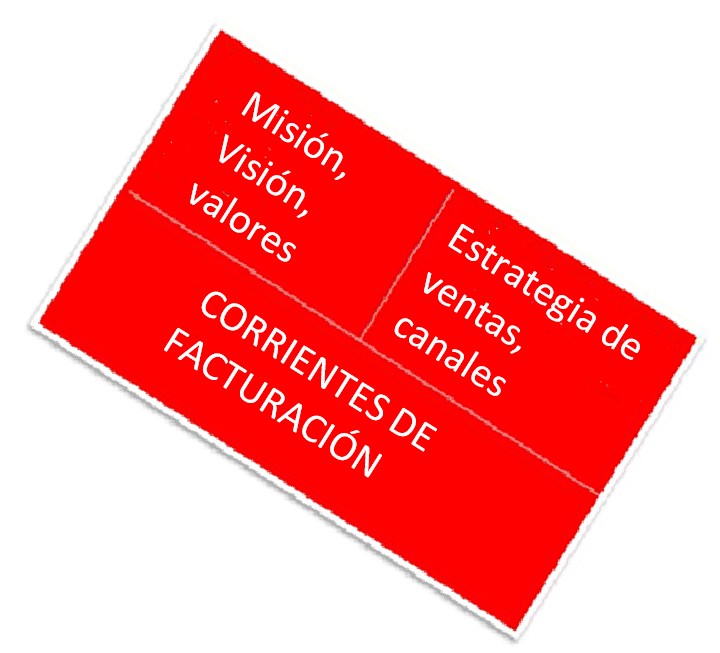 Misión,
Visión,
valores
Estrategia de
ventas,
canales
CORRIENTES DE
FACTURACIÓN